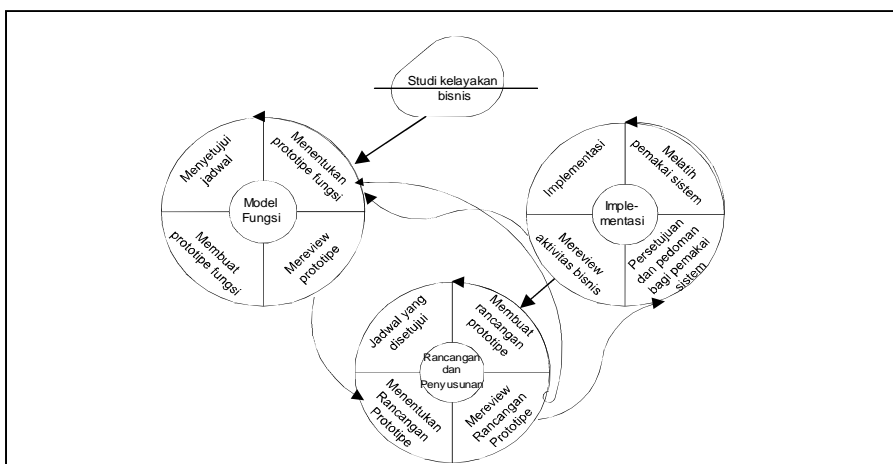 Studi kelayakan
bisnis
Menyetujui
jadwal
Menentukan
prototipe fungsi
Model
Fungsi
Membuat
prototipe fungsi
Mereview
prototipe
Implementasi
Melatih
pemakai sistem
Imple-
mentasi
Mereview
aktivitas bisnis
Persetujuan
dan pedoman
bagi pemakai
sistem
Jadwal yang
disetujui
Membuat
rancangan
prototipe
Rancangan
dan
Penyusunan
Menentukan
Rancangan
Prototipe
Mereview
Rancangan
Prototipe